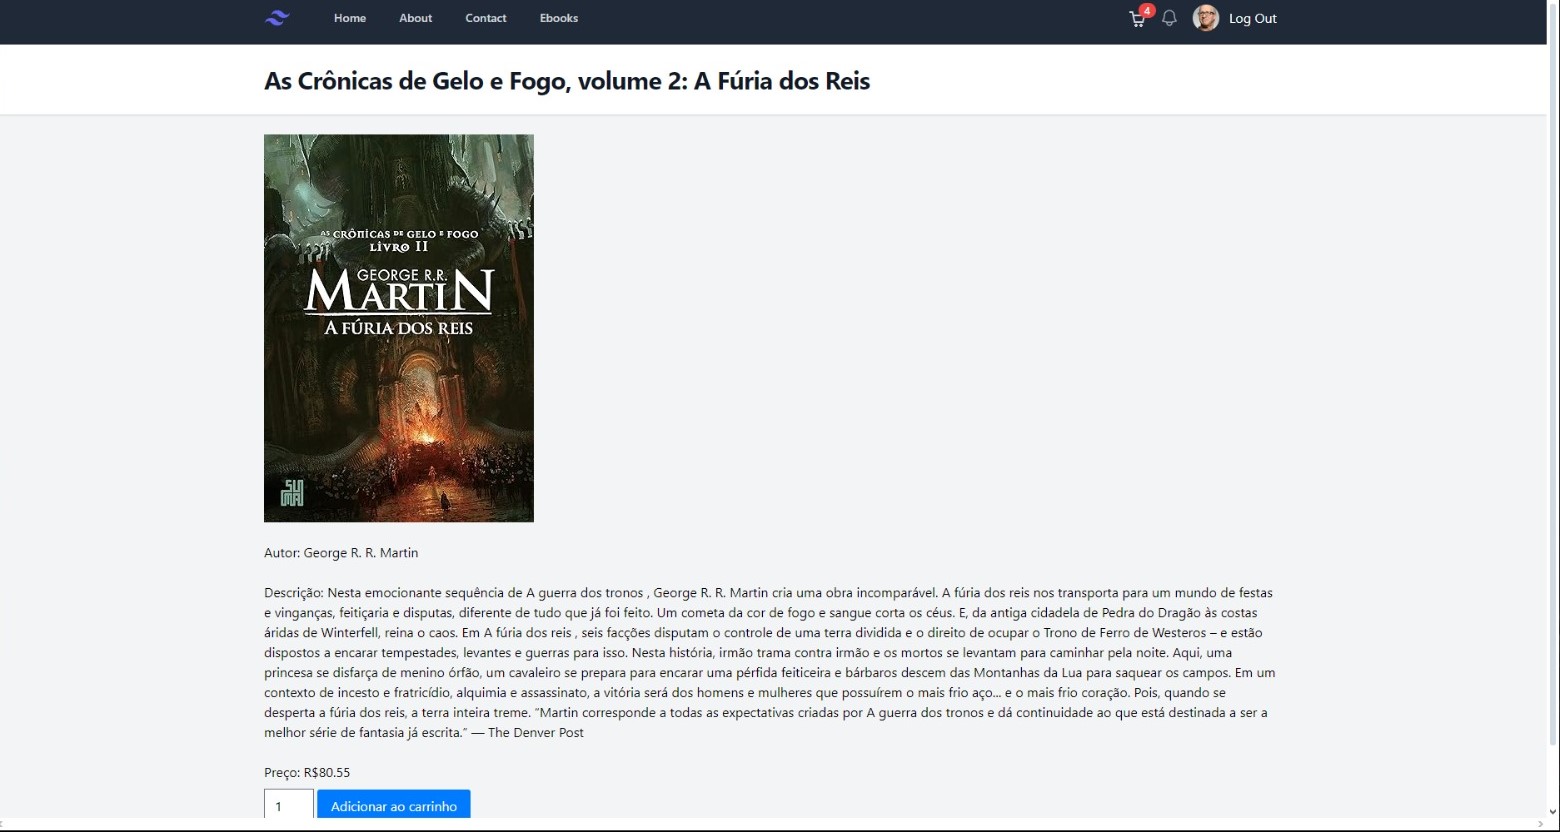 Home About Contact Ebooks 4 Log Out
As Crônicas de Gelo e Fogo, volume 2: A Fúria dos Reis
AS CRÔNICAS DE GELO E FOGO
LIVRO II
GEORGE R.R.
MARTIN
A FÚRIA DOS REIS
SUMA
Autor: George R. R. Martin
Descrição: Nesta emocionante sequência de A guerra dos tronos , George R. R. Martin cria uma obra incomparável. A fúria dos reis nos transporta para um mundo de festas
e vinganças, feitiçaria e disputas, diferente de tudo que já foi feito. Um cometa da cor de fogo e sangue corta os céus. E, da antiga cidadela de Pedra do Dragão às costas
áridas de Winterfell, reina o caos. Em A fúria dos reis , seis facções disputam o controle de uma terra dividida e o direito de ocupar o Trono de Ferro de Westeros – e estão
dispostos a encarar tempestades, levantes e guerras para isso. Nesta história, irmão trama contra irmão e os mortos se levantam para caminhar pela noite. Aqui, uma
princesa se disfarça de menino órfão, um cavaleiro se prepara para encarar uma pérfida feiticeira e bárbaros descem das Montanhas da Lua para saquear os campos. Em um
contexto de incesto e fratricídio, alquimia e assassinato, a vitória será dos homens e mulheres que possuírem o mais frio aço... e o mais frio coração. Pois, quando se
desperta a fúria dos reis, a terra inteira treme. “Martin corresponde a todas as expectativas criadas por A guerra dos tronos e dá continuidade ao que está destinada a ser a
melhor série de fantasia já escrita.” — The Denver Post
Preço: R$80.55
1 Adicionar ao carrinho